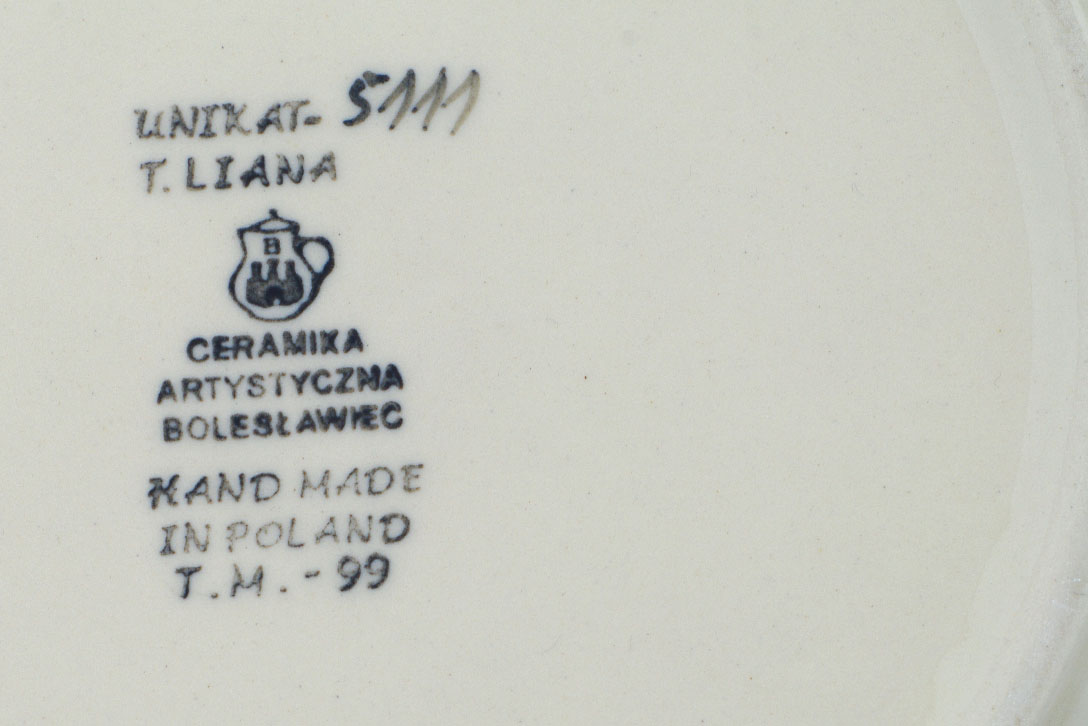 UNIKAT- 5111
T. LIANA
B
CERAMIKA
ARTYSTYCZNA
BOLESŁAWIEC
HAND MADE
IN POLAND
T.M.-99